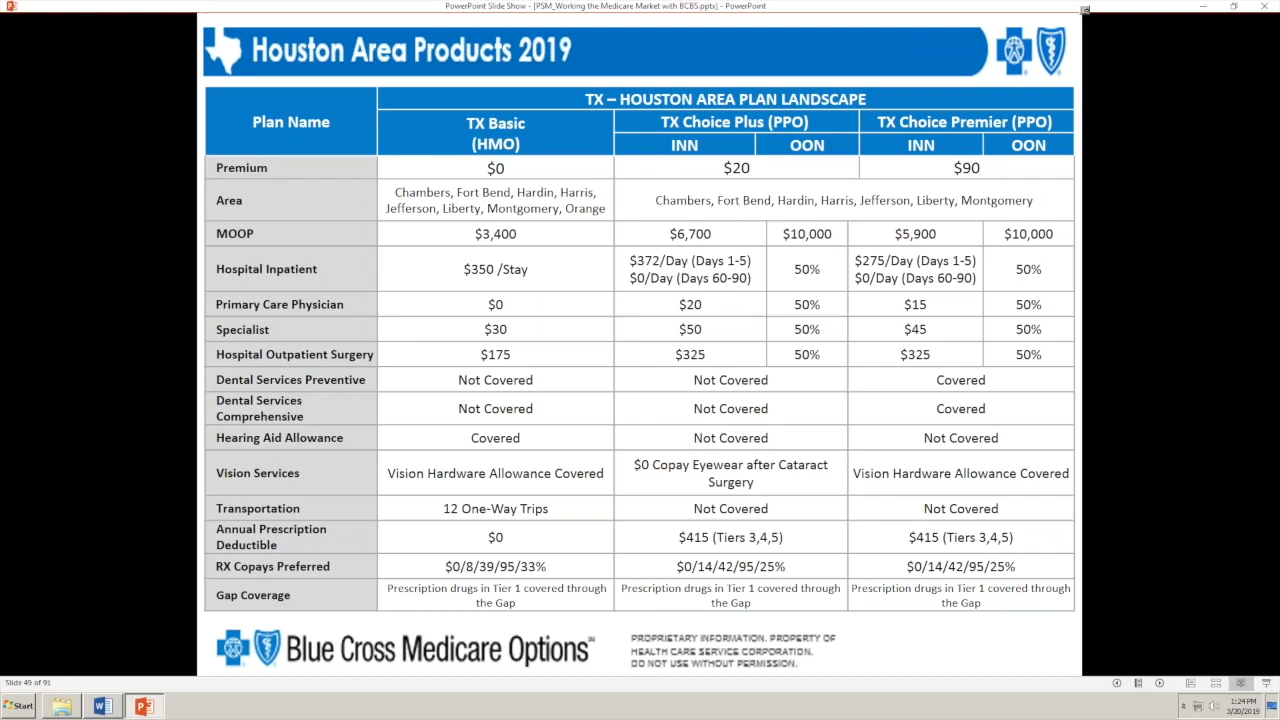 PowerPoint Slide Show - [PSM_Working the Medicare Market with BCBS.pptx] - PowerPoint
Houston Area Products 2019
Plan Name
TX – HOUSTON AREA PLAN LANDSCAPE
TX Basic
(HMO)
TX Choice Plus (PPO)
TX Choice Premier (PPO)
INN
OON
INN
OON
Premium
$0
$20
$90
Area
Chambers, Fort Bend, Hardin, Harris,
Jefferson, Liberty, Montgomery, Orange
Chambers, Fort Bend, Hardin, Harris, Jefferson, Liberty, Montgomery
MOOP
$3,400
$6,700
$10,000
$5,900
$10,000
Hospital Inpatient
$350 /Stay
$372/Day (Days 1-5)
$0/Day (Days 60-90)
50%
$275/Day (Days 1-5)
$0/Day (Days 60-90)
50%
Primary Care Physician
$0
$20
50%
$15
50%
Specialist
$30
$50
50%
$45
50%
Hospital Outpatient Surgery
$175
$325
50%
$325
50%
Dental Services Preventive
Not Covered
Not Covered
Covered
Dental Services
Comprehensive
Not Covered
Not Covered
Covered
Hearing Aid Allowance
Covered
Not Covered
Not Covered
Vision Services
Vision Hardware Allowance Covered
$0 Copay Eyewear after Cataract
Surgery
Vision Hardware Allowance Covered
Transportation
12 One-Way Trips
Not Covered
Not Covered
Annual Prescription
Deductible
$0
$415 (Tiers 3,4,5)
$415 (Tiers 3,4,5)
RX Copays Preferred
$0/8/39/95/33%
$0/14/42/95/25%
$0/14/42/95/25%
Gap Coverage
Prescription drugs in Tier 1 covered through
the Gap
Prescription drugs in Tier 1 covered through
the Gap
Prescription drugs in Tier 1 covered through
the Gap
Blue Cross Medicare Options℠
PROPRIETARY INFORMATION. PROPERTY OF
HEALTH CARE SERVICE CORPORATION.
DO NOT USE WITHOUT PERMISSION.
Slide 49 of 91
Start
1:24 PM
3/20/2019